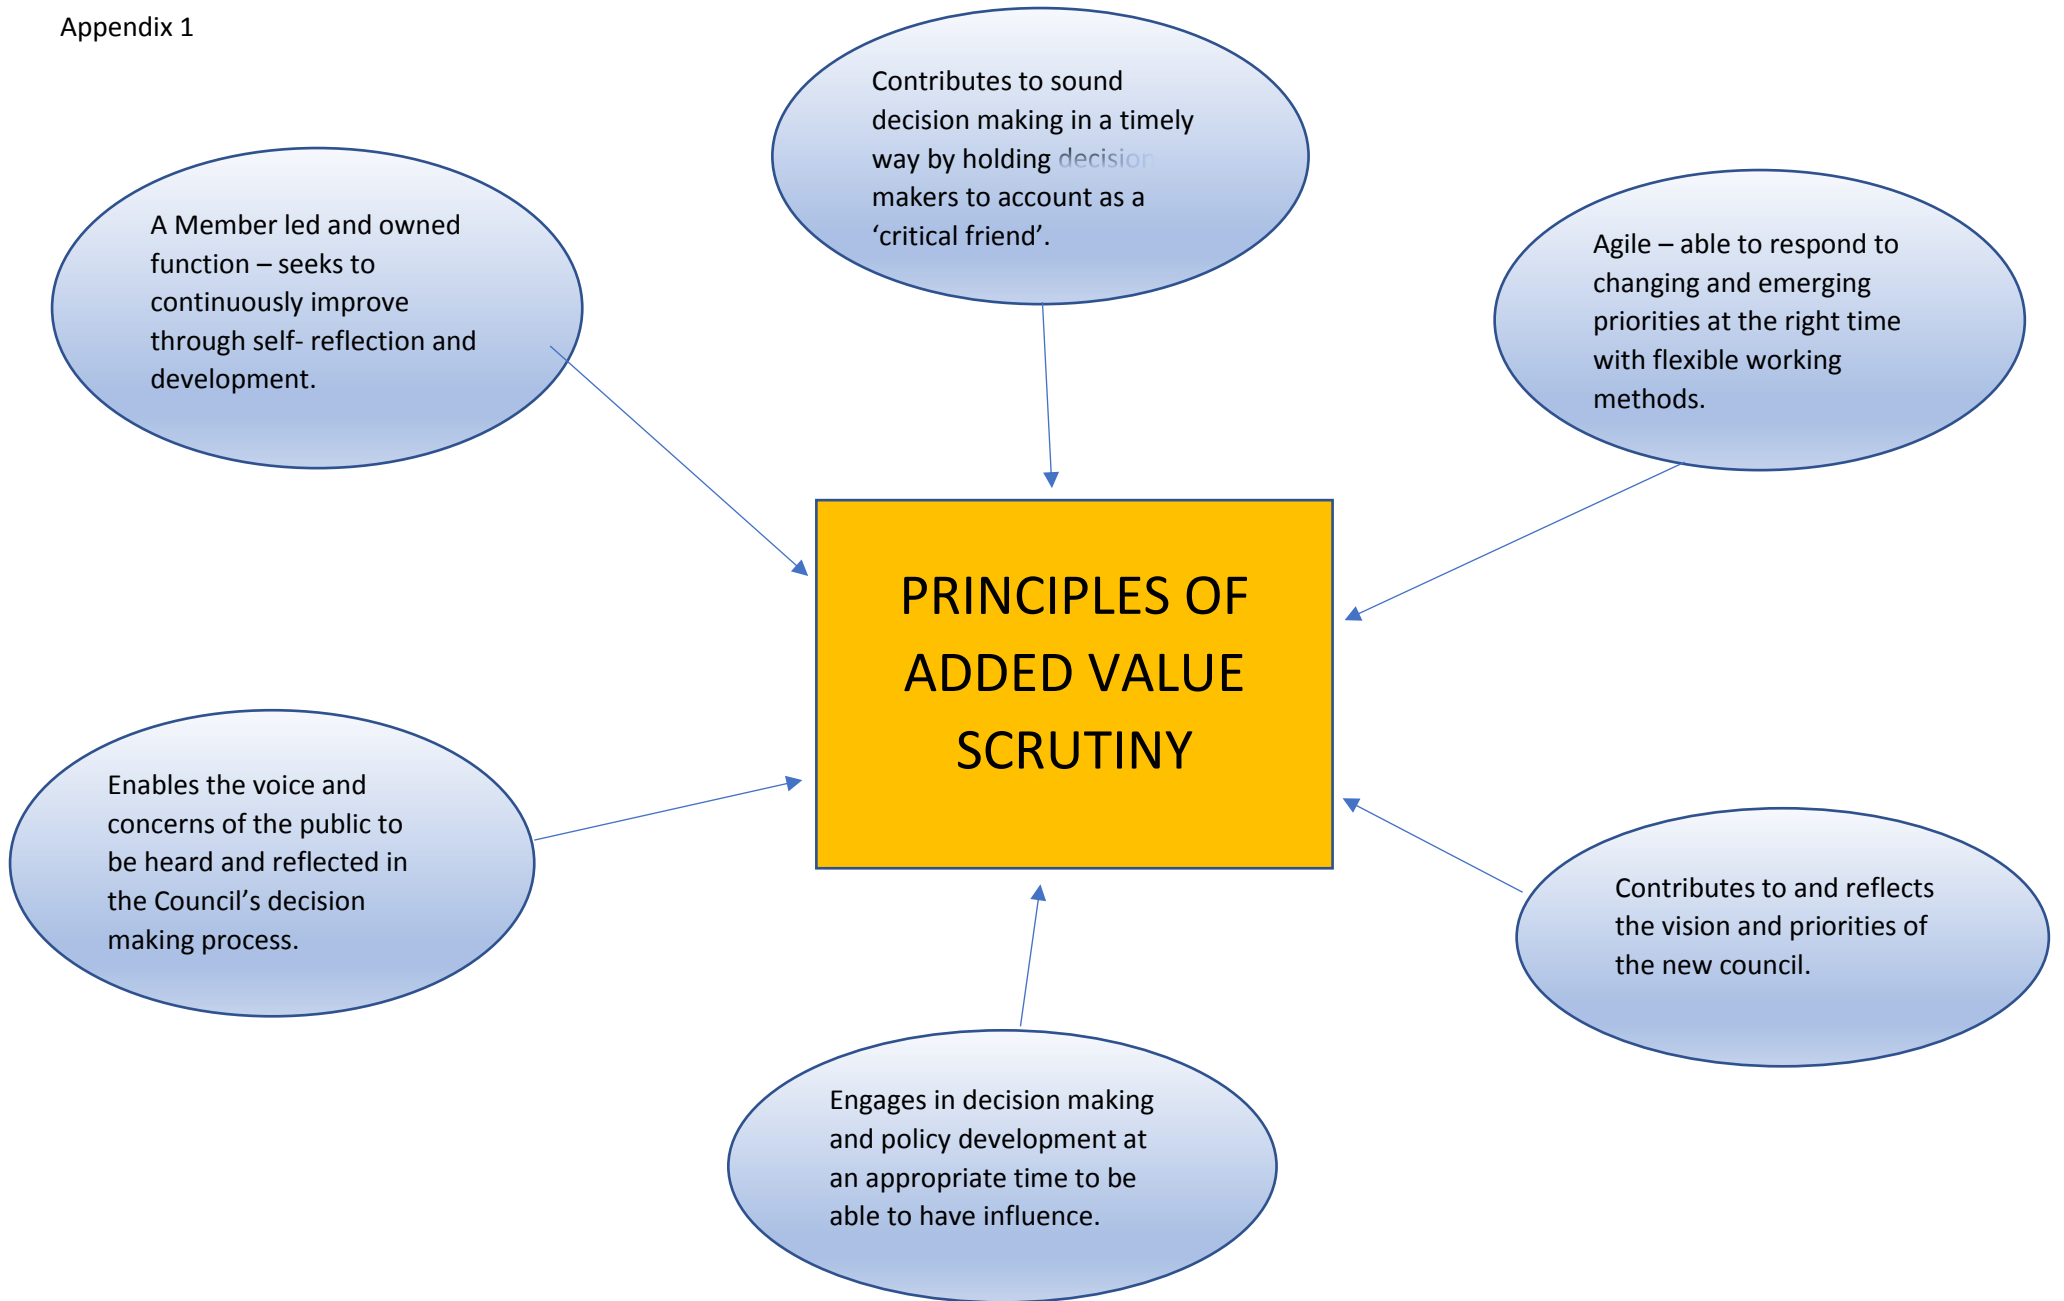 Appendix 1
Contributes to sound
decision making in a timely
way by holding decision
makers to account as a
‘critical friend’.
A Member led and owned
function – seeks to
continuously improve
through self- reflection and
development.
Agile – able to respond to
changing and emerging
priorities at the right time
with flexible working
methods.
PRINCIPLES OF
ADDED VALUE
SCRUTINY
Enables the voice and
concerns of the public to
be heard and reflected in
the Council’s decision
making process.
Contributes to and reflects
the vision and priorities of
the new council.
Engages in decision making
and policy development at
an appropriate time to be
able to have influence.